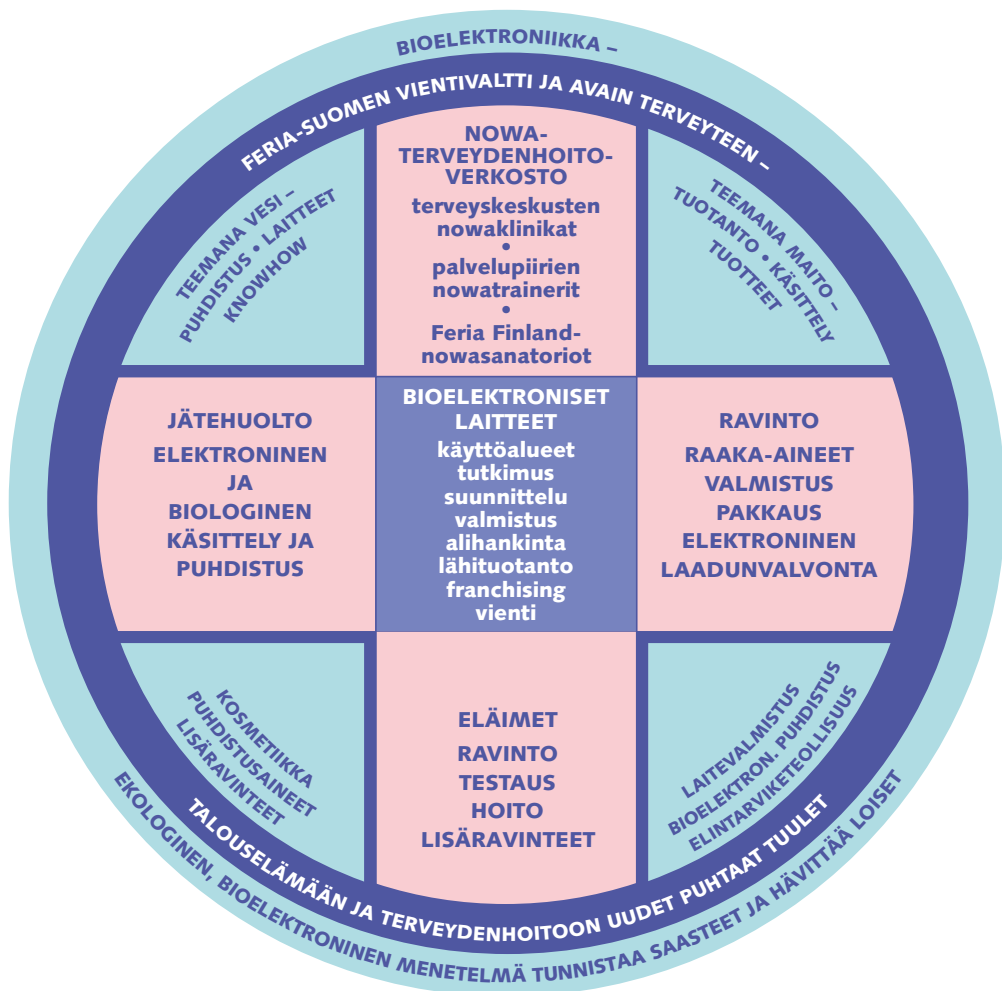 BIOELEKTRONIIKKA –
FERIA-SUOMEN VIENTIVALTTI JA AVAIN TERVEYTEEN –
TEEMANA VESI –
PUHDISTUS • LAITTEET
KNOWHOW
NOWA-
TERVEYDENHOITO-
VERKOSTO
terveyskeskusten
nowaklinikat
•
palvelupiirien
nowatrainerit
•
Feria Finland-
nowasanatoriot
TEEMANA MAITO –
TUOTANTO • KÄSITTELY
TUOTTEET
JÄTEHUOLTO
ELEKTRONINEN
JA
BIOLOGINEN
KÄSITTELY JA
PUHDISTUS
BIOELEKTRONISET
LAITTEET
käyttöalueet
tutkimus
suunnittelu
valmistus
alihankinta
lähituotanto
franchising
vienti
RAVINTO
RAAKA-AINEET
VALMISTUS
PAKKAUS
ELEKTRONINEN
LAADUNVALVONTA
KOSMETIIKKA
PUHDISTUSAINEET
LISÄRAVINTEET
ELÄIMET
RAVINTO
TESTAUS
HOITO
LISÄRAVINTEET
LAITEVALMISTUS
BIOELEKTRON. PUHDISTUS
ELINTARVIKETEOLLISUUS
TALOUSELÄMÄÄN JA TERVEYDENHOITOON UUDET PUHTAAT TUULET
EKOLOGINEN, BIOELEKTRONINEN MENETELMÄ TUNNISTAA SAASTEET JA HÄVITTÄÄ LOISET